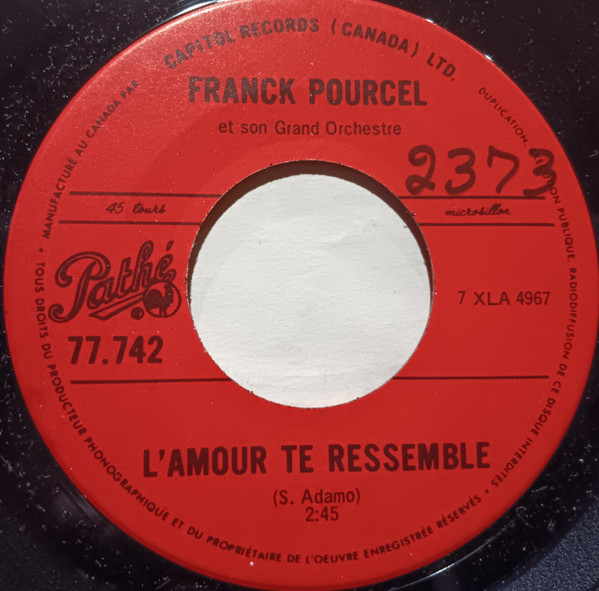 MANUFACTURÉ AU CANADA PAR CAPITOL RECORDS (CANADA) LTD.
DUPLICATION, PUBLIQUE, RADIODIFFUSION DE CE DISQUE INTERDITES
FRANCK POURCEL
et son Grand Orchestre
2373
45 tours
microsillon
Pathé
7 XLA 4967
77.742
L'AMOUR TE RESSEMBLE
(S. Adamo)
2:45
• TOUS DROITS DU PRODUCTEUR PHONOGRAPHIQUE ET DU PROPRIÉTAIRE DE L'OEUVRE ENREGISTRÉE RÉSERVÉS •